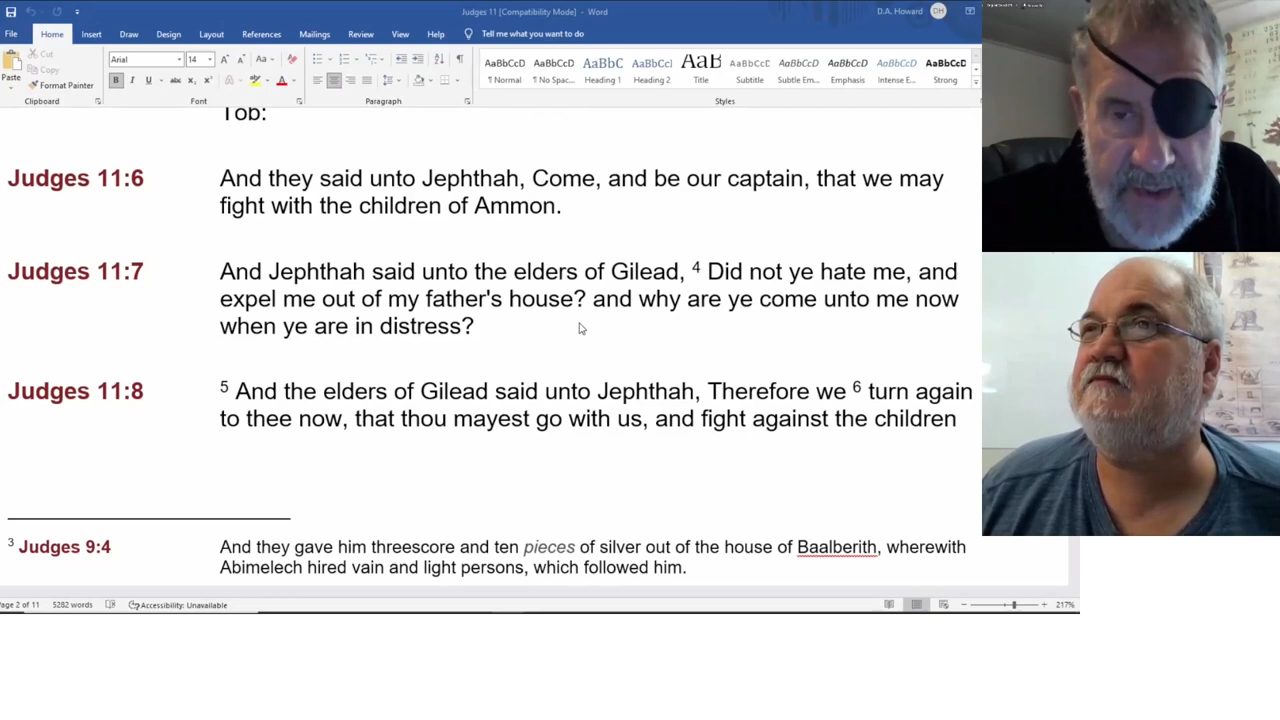 Judges 11 [Compatibility Mode] - Word
D.A. Howard DH
File Home Insert Draw Design Layout References Mailings Review View Help Tell me what you want to do
Cut
Copy
Paste
Format Painter
Arial 14
AaBbCcD AaBbCcD AaBbC AaBbCcI AaB AaBbCcD AaBbCcD AaBbCcD AaBbCcD AaBbCcD
¶ Normal ¶ No Spac... Heading 1 Heading 2 Title Subtitle Subtle Em... Emphasis Intense E... Strong
Clipboard Font Paragraph Styles
Tob:
Judges 11:6 And they said unto Jephthah, Come, and be our captain, that we may
fight with the children of Ammon.
Judges 11:7 And Jephthah said unto the elders of Gilead, 4 Did not ye hate me, and
expel me out of my father's house? and why are ye come unto me now
when ye are in distress?
Judges 11:8 5 And the elders of Gilead said unto Jephthah, Therefore we 6 turn again
to thee now, that thou mayest go with us, and fight against the children
3 Judges 9:4 And they gave him threescore and ten pieces of silver out of the house of Baalberith, wherewith
Abimelech hired vain and light persons, which followed him.
Page 2 of 11 5282 words Accessibility: Unavailable 217%